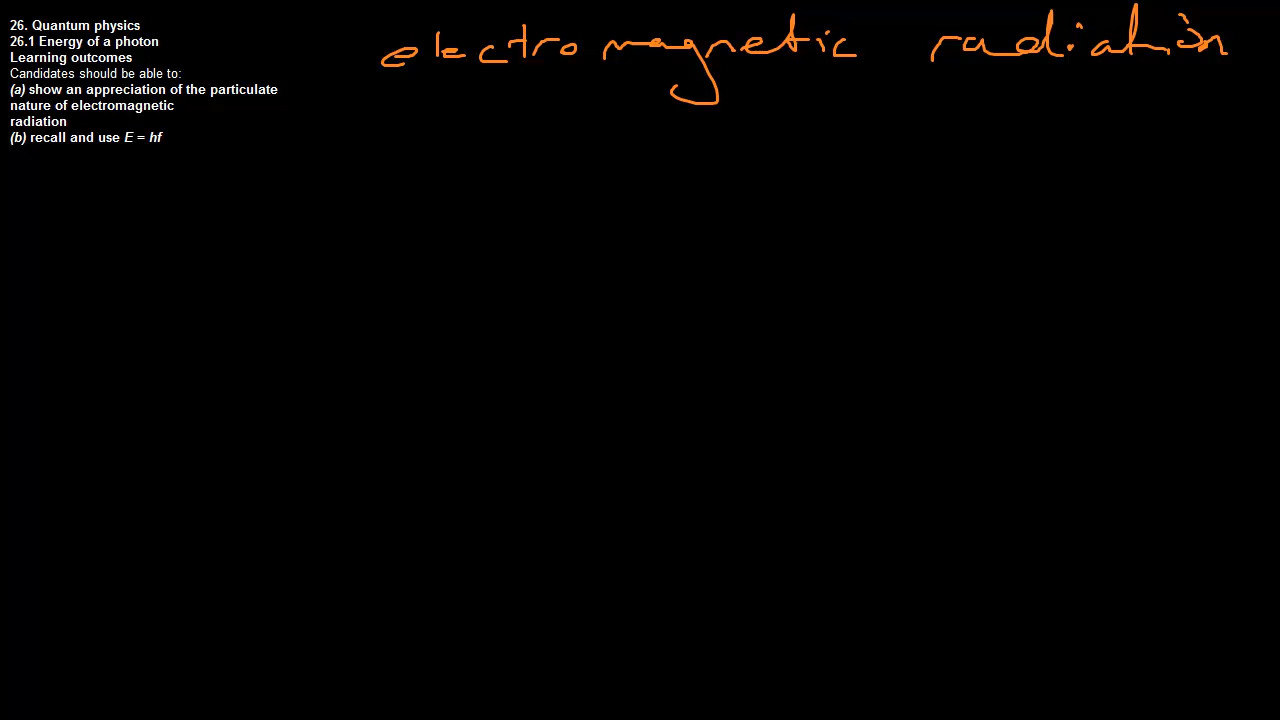 26. Quantum physics
26.1 Energy of a photon
Learning outcomes
Candidates should be able to:
(a) show an appreciation of the particulate
nature of electromagnetic
radiation
(b) recall and use E = hf
electromagnetic radiation